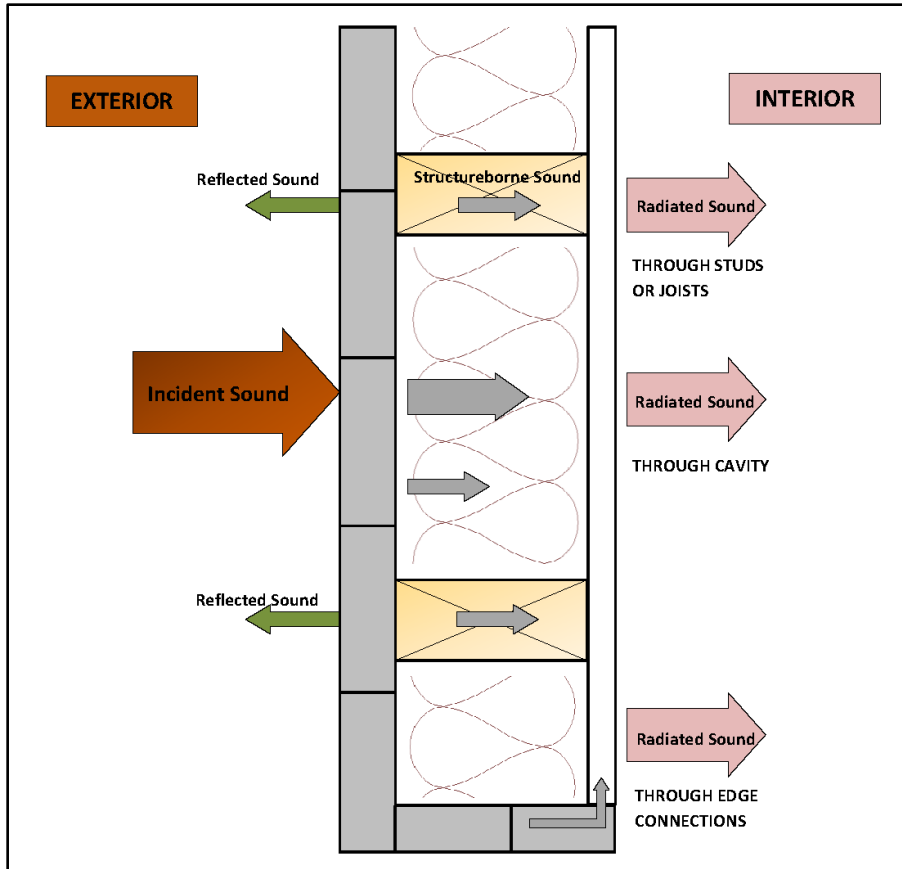 EXTERIOR
INTERIOR
Reflected Sound
Structureborne Sound
Radiated Sound
THROUGH STUDS
OR JOISTS
Incident Sound
Radiated Sound
THROUGH CAVITY
Reflected Sound
Radiated Sound
THROUGH EDGE
CONNECTIONS